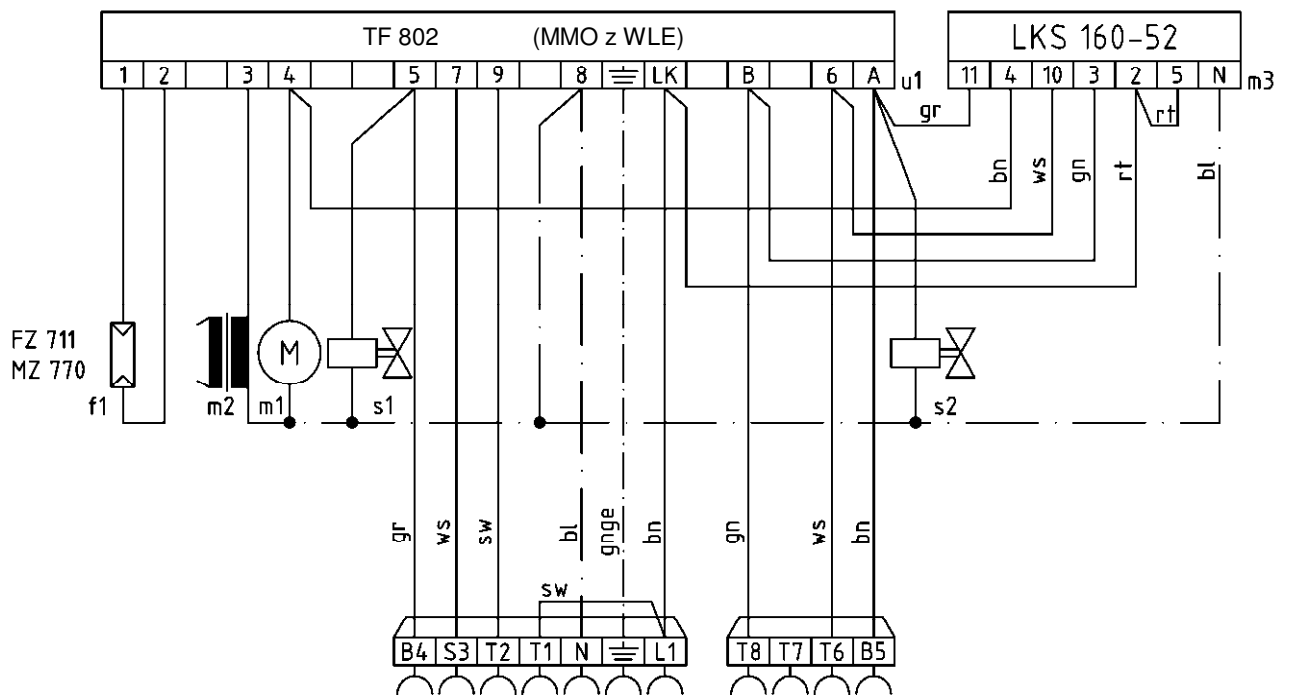 TF 802 (MMO z WLE)
LKS 160-52
1 2 3 4 5 7 9 8 LK B 6 A u1
11 4 10 3 2 5 N m3
gr rt
bn ws gn rt bl
FZ 711
MZ 770
M
f1 m2 m1 s1 s2
gr ws sw bl gnge bn gn ws bn
sw
B4 S3 T2 T1 N L1 T8 T7 T6 B5